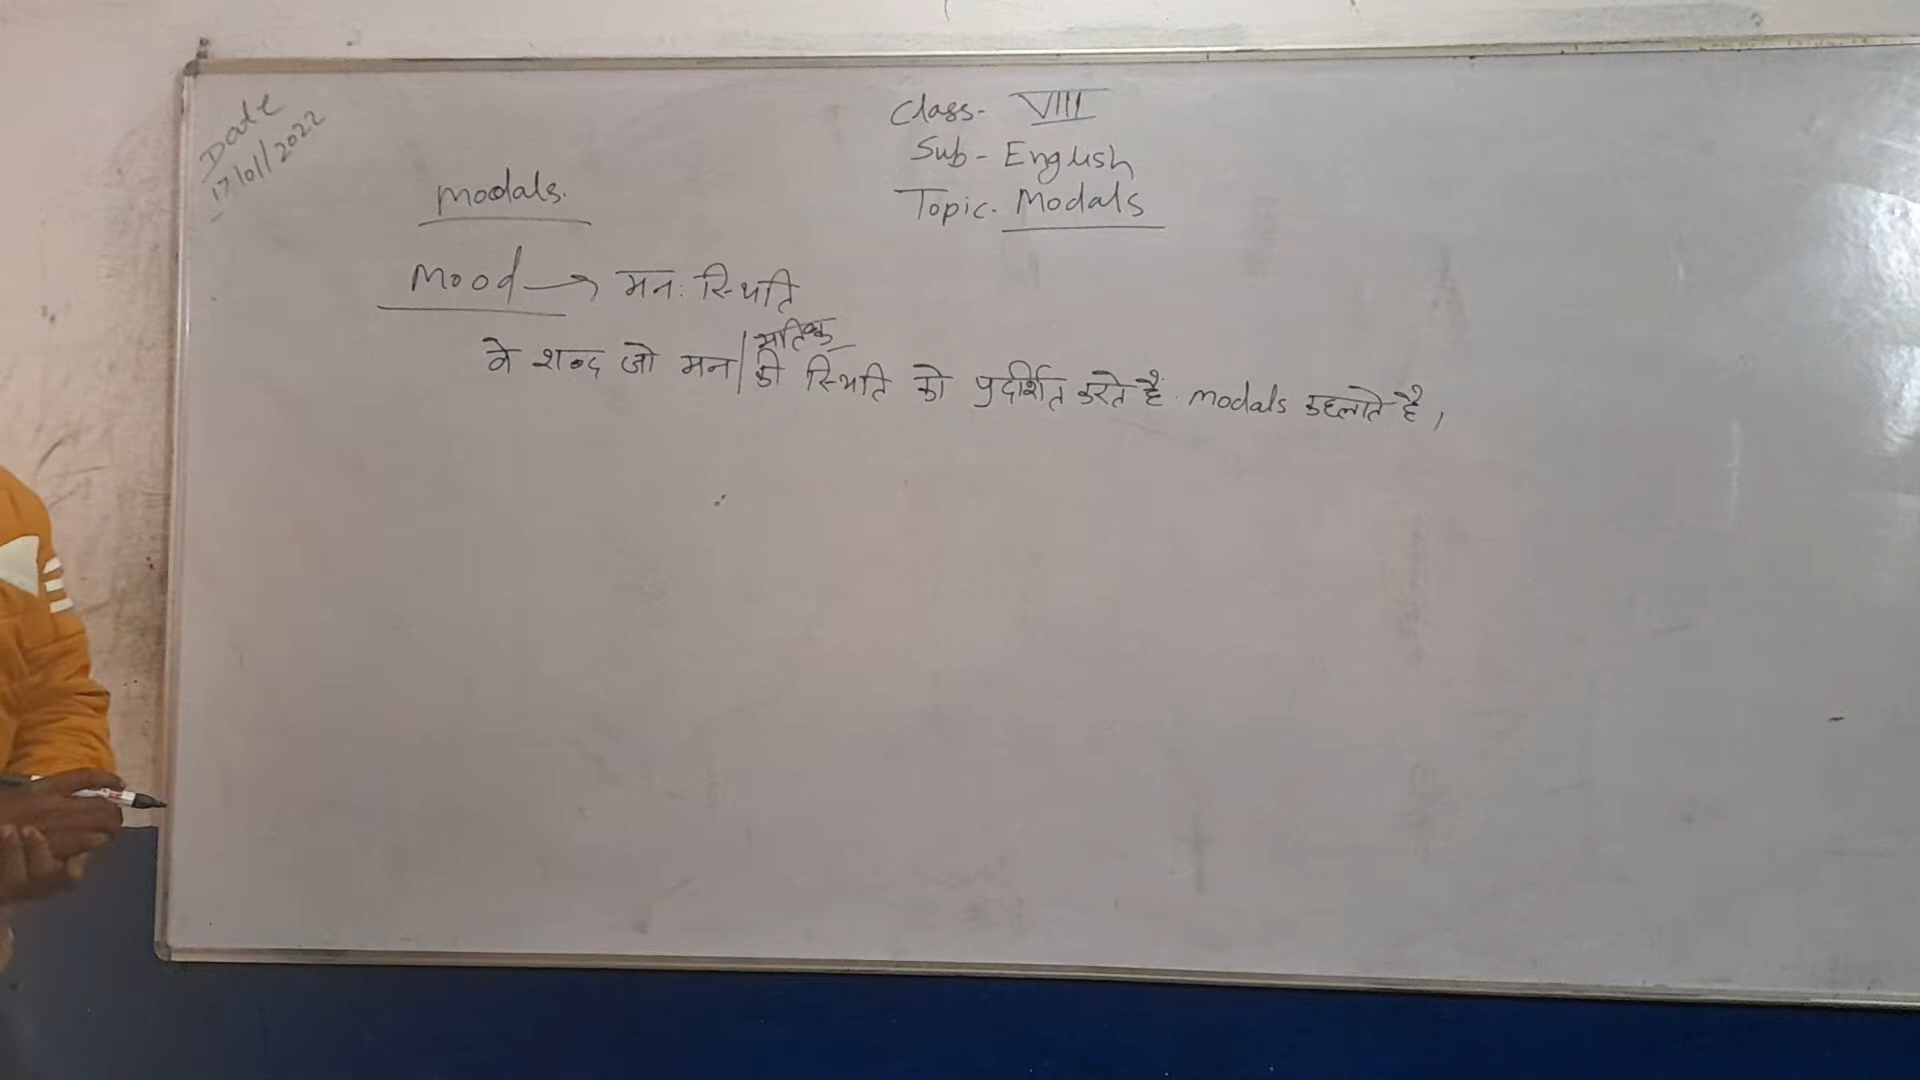 Date
17/01/2022
Class- VIII
Sub- English
Topic. Modals
modals.
Mood → मन: स्थिति
वे शब्द जो मन/ की स्थिति को प्रदर्शित करते हैं. modals कहलाते है,